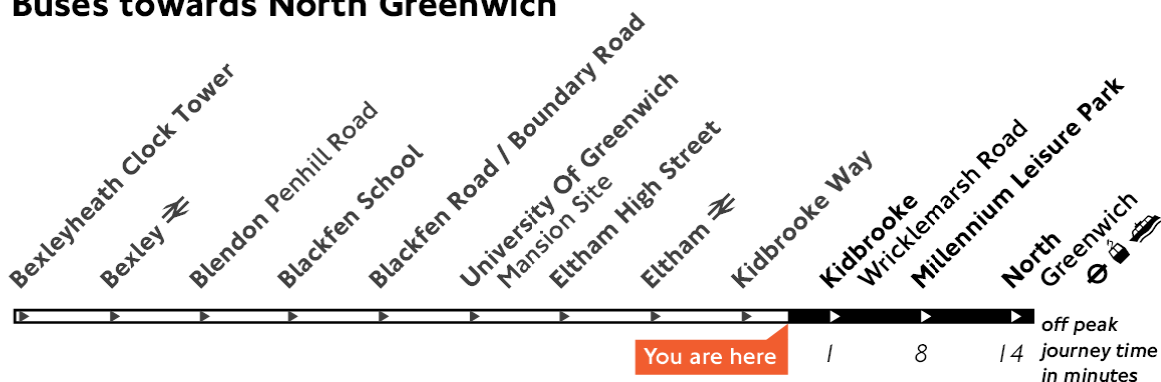 Buses towards North Greenwich
Bexleyheath Clock Tower
Bexley
Blendon Penhill Road
Blackfen School
Blackfen Road / Boundary Road
University Of Greenwich
Mansion Site
Eltham High Street
Eltham
Kidbrooke Way
Kidbrooke
Wricklemarsh Road
Millennium Leisure Park
North
Greenwich
You are here
1
8
14
off peak
journey time
in minutes